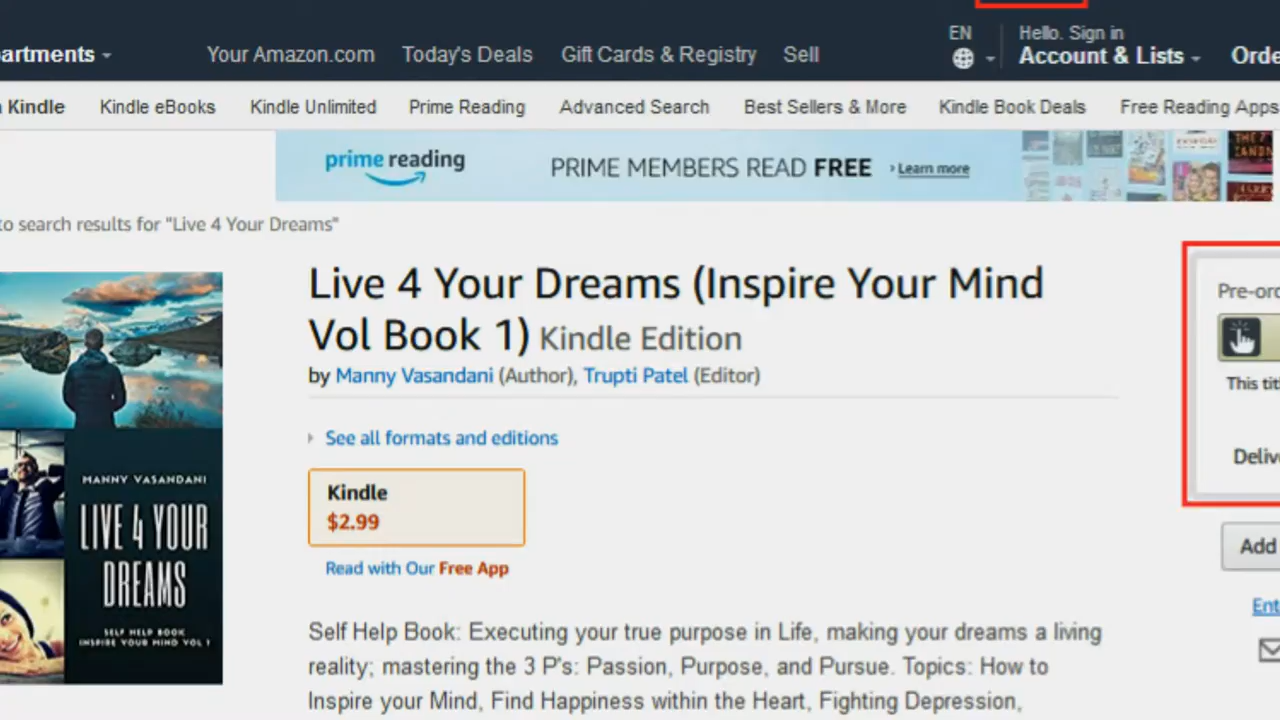 EN
Hello. Sign in
Your Amazon.com Today's Deals Gift Cards & Registry Sell Account & Lists
Kindle Kindle eBooks Kindle Unlimited Prime Reading Advanced Search Best Sellers & More Kindle Book Deals Free Reading Apps
prime reading PRIME MEMBERS READ FREE › Learn more
to search results for "Live 4 Your Dreams"
Live 4 Your Dreams (Inspire Your Mind
Vol Book 1) Kindle Edition
by Manny Vasandani (Author), Trupti Patel (Editor)
See all formats and editions
Kindle
$2.99
Read with Our Free App
Self Help Book: Executing your true purpose in Life, making your dreams a living
reality; mastering the 3 P's: Passion, Purpose, and Pursue. Topics: How to
Inspire your Mind, Find Happiness within the Heart, Fighting Depression,
MANNY VASANDANI
LIVE 4 YOUR
DREAMS
SELF HELP BOOK
INSPIRE YOUR MIND VOL 1
This
Add